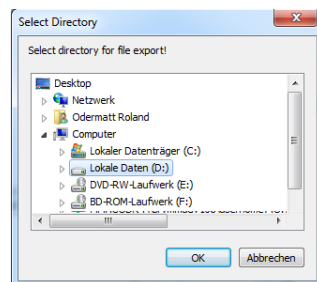 Select Directory
Select directory for file export!
Desktop
Netzwerk
Odermatt Roland
Computer
Lokaler Datenträger (C:)
Lokale Daten (D:)
DVD-RW-Laufwerk (E:)
BD-ROM-Laufwerk (F:)
OK Abbrechen